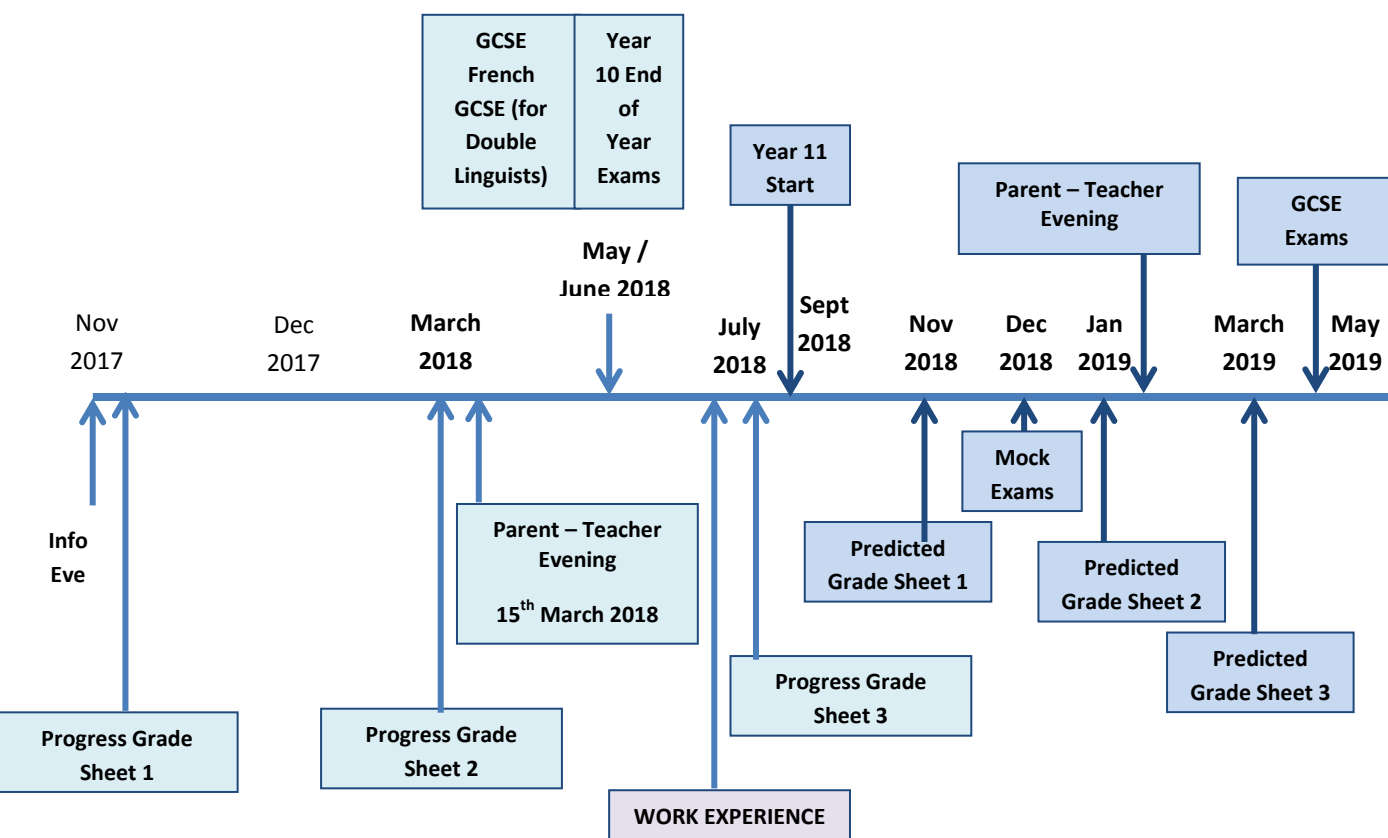 GCSE
French
GCSE (for
Double
Linguists)
Year
10 End
of
Year
Exams
Year 11
Start
Parent – Teacher
Evening
GCSE
Exams
May /
June 2018
Nov
2017
Dec
2017
March
2018
July
2018
Sept
2018
Nov
2018
Dec
2018
Jan
2019
March
2019
May
2019
Info
Eve
Parent – Teacher
Evening
15th March 2018
Mock
Exams
Predicted
Grade Sheet 1
Predicted
Grade Sheet 2
Predicted
Grade Sheet 3
Progress Grade
Sheet 1
Progress Grade
Sheet 2
Progress Grade
Sheet 3
WORK EXPERIENCE